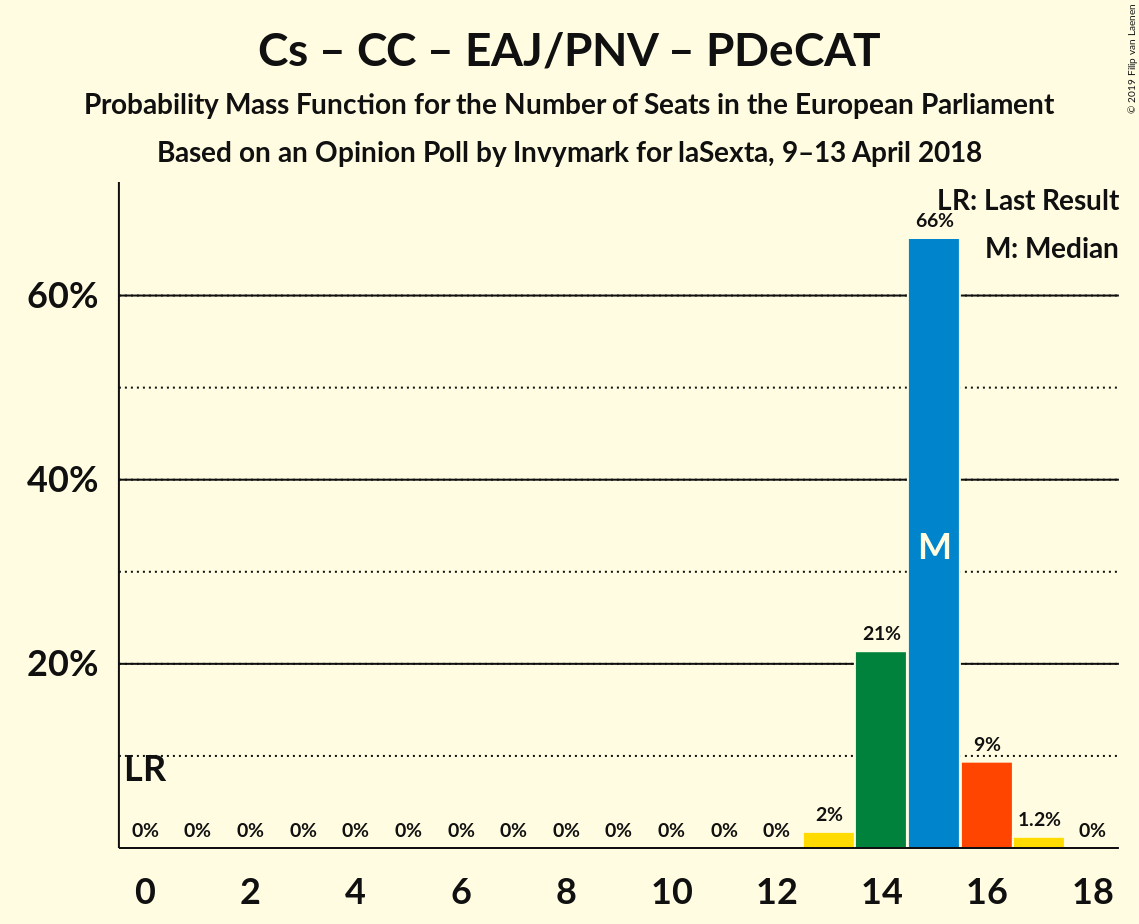 Cs – CC – EAJ/PNV – PDeCAT
Probability Mass Function for the Number of Seats in the European Parliament
Based on an Opinion Poll by Invymark for laSexta, 9–13 April 2018
© 2019 Filip van Laenen
LR: Last Result
M: Median
66%
60%
40%
M
21%
20%
9%
LR
0% 0% 0% 0% 0% 0% 0% 0% 0% 0% 0% 0% 0% 2% 1.2% 0%
0 2 4 6 8 10 12 14 16 18